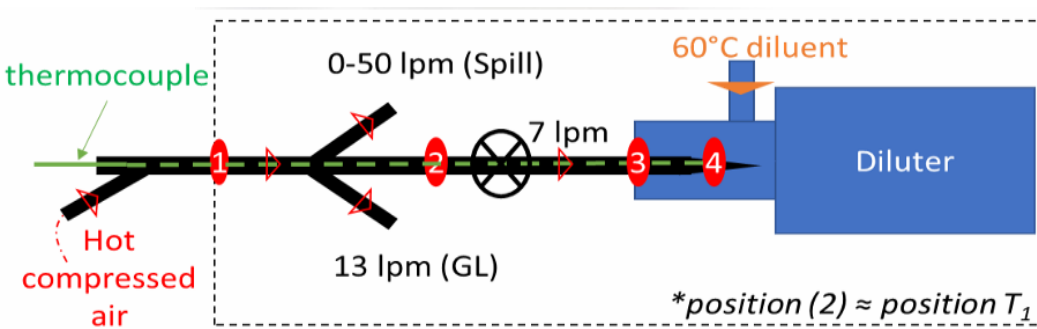 60°C diluent
0-50 lpm (Spill)
thermocouple
7 lpm
1
2
3
4
Diluter
Hot
compressed
air
13 lpm (GL)
*position (2) ≈ position T₁